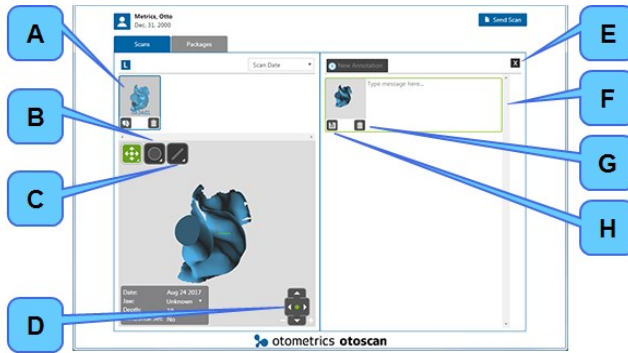 A
B
C
D
E
F
G
H
Metrics, Otto
Dec. 31, 2000
Send Scan
Scans
Packages
L
Scan Date
New Annotation
X
Type message here...
Date: Aug 24 2017
Jaw: Unknown
Depth:
No
otometrics otoscan